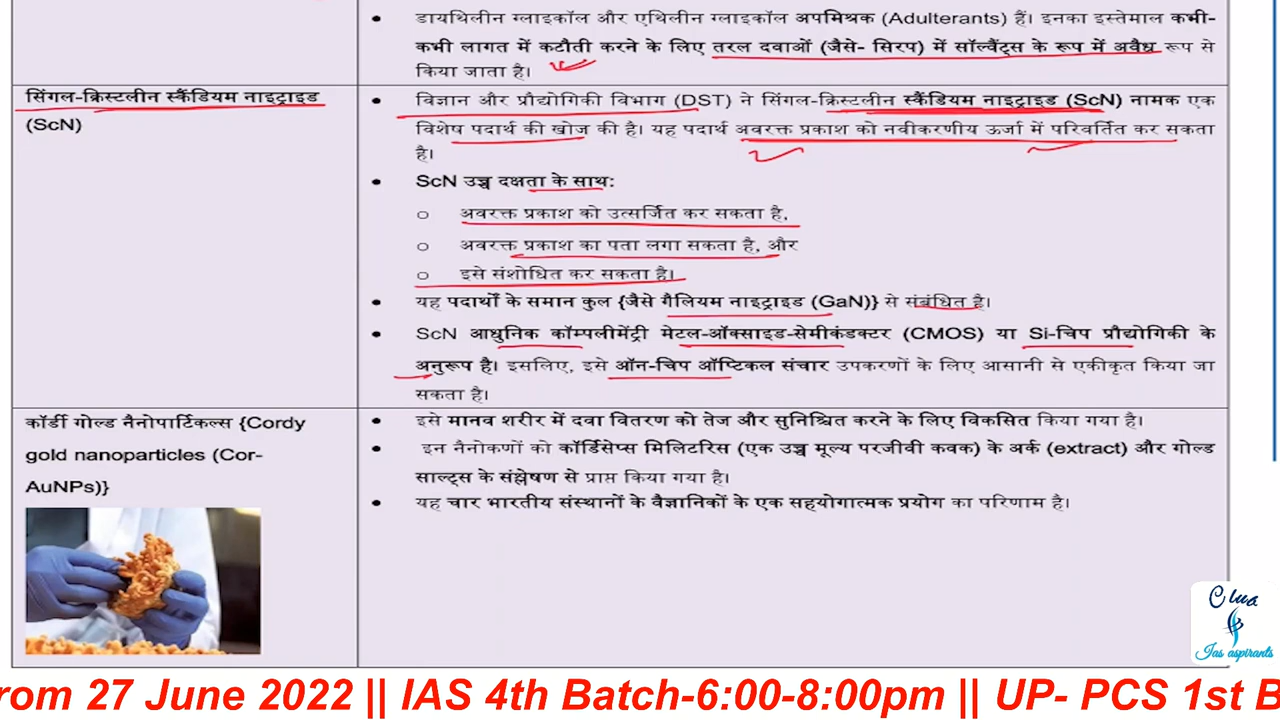 • डायथिलीन ग्लाइकॉल और एथिलीन ग्लाइकॉल अपमिश्रक (Adulterants) हैं। इनका इस्तेमाल कभी-
कभी लागत में कटौती करने के लिए तरल दवाओं (जैसे- सिरप) में सॉल्वैंट्स के रूप में अवैध रूप से
किया जाता है।
सिंगल-क्रिस्टलीन स्कैंडियम नाइट्राइड
(ScN)
• विज्ञान और प्रौद्योगिकी विभाग (DST) ने सिंगल-क्रिस्टलीन स्कैंडियम नाइट्राइड (ScN) नामक एक
विशेष पदार्थ की खोज की है। यह पदार्थ अवरक्त प्रकाश को नवीकरणीय ऊर्जा में परिवर्तित कर सकता
है।
• ScN उच्च दक्षता के साथ:
o अवरक्त प्रकाश को उत्सर्जित कर सकता है,
o अवरक्त प्रकाश का पता लगा सकता है, और
o इसे संशोधित कर सकता है।
• यह पदार्थों के समान कुल {जैसे गैलियम नाइट्राइड (GaN)} से संबंधित है।
• ScN आधुनिक कॉम्पलीमेंट्री मेटल-ऑक्साइड-सेमीकंडक्टर (CMOS) या Si-चिप प्रौद्योगिकी के
अनुरूप है। इसलिए, इसे ऑन-चिप ऑप्टिकल संचार उपकरणों के लिए आसानी से एकीकृत किया जा
सकता है।
कॉर्डी गोल्ड नैनोपार्टिकल्स {Cordy
gold nanoparticles (Cor-
AuNPs)}
• इसे मानव शरीर में दवा वितरण को तेज और सुनिश्चित करने के लिए विकसित किया गया है।
• इन नैनोकणों को कॉर्डिसेप्स मिलिटरिस (एक उच्च मूल्य परजीवी कवक) के अर्क (extract) और गोल्ड
साल्ट्स के संश्लेषण से प्राप्त किया गया है।
• यह चार भारतीय संस्थानों के वैज्ञानिकों के एक सहयोगात्मक प्रयोग का परिणाम है।
Clua
Ias aspirants
rom 27 June 2022 || IAS 4th Batch-6:00-8:00pm || UP- PCS 1st B